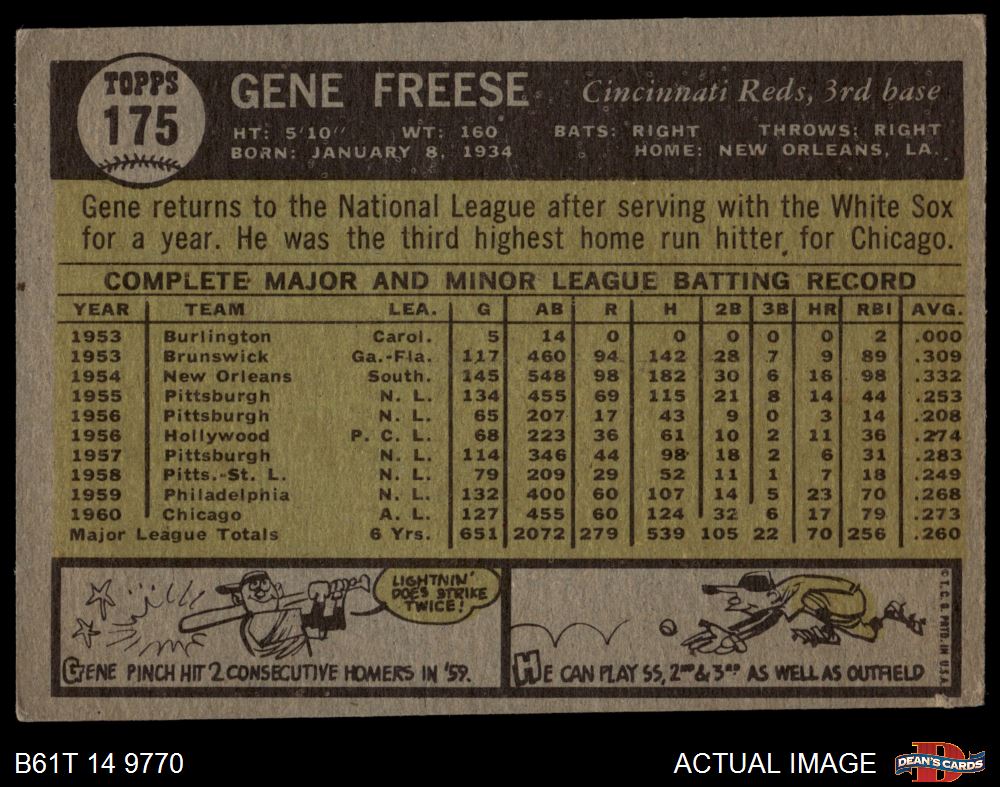 TOPPS
175
GENE FREESE
Cincinnati Reds, 3rd base
HT: 5'10" WT: 160 BATS: RIGHT THROWS: RIGHT
BORN: JANUARY 8, 1934 HOME: NEW ORLEANS, LA.
Gene returns to the National League after serving with the White Sox
for a year. He was the third highest home run hitter for Chicago.
COMPLETE MAJOR AND MINOR LEAGUE BATTING RECORD
YEAR TEAM LEA. G AB R H 2B 3B HR RBI AVG.
1953 Burlington Carol. 5 14 0 0 0 0 0 2 .000
1953 Brunswick Ga.-Fla. 117 460 94 142 28 7 9 89 .309
1954 New Orleans South. 145 548 98 182 30 6 16 98 .332
1955 Pittsburgh N. L. 134 455 69 115 21 8 14 44 .253
1956 Pittsburgh N. L. 65 207 17 43 9 0 3 14 .208
1956 Hollywood P. C. L. 68 223 36 61 10 2 11 36 .274
1957 Pittsburgh N. L. 114 346 44 98 18 2 6 31 .283
1958 Pitts.-St. L. N. L. 79 209 29 52 11 1 7 18 .249
1959 Philadelphia N. L. 132 400 60 107 14 5 23 70 .268
1960 Chicago A. L. 127 455 60 124 32 6 17 79 .273
Major League Totals 6 Yrs. 651 2072 279 539 105 22 70 256 .260
LIGHTNIN'
DOES STRIKE
TWICE!
GENE PINCH HIT 2 CONSECUTIVE HOMERS IN '59.
HE CAN PLAY SS, 2ND & 3RD AS WELL AS OUTFIELD
© T. C. G. PRTD. IN U.S.A.
B61T 14 9770
ACTUAL IMAGE
DEAN'S CARDS